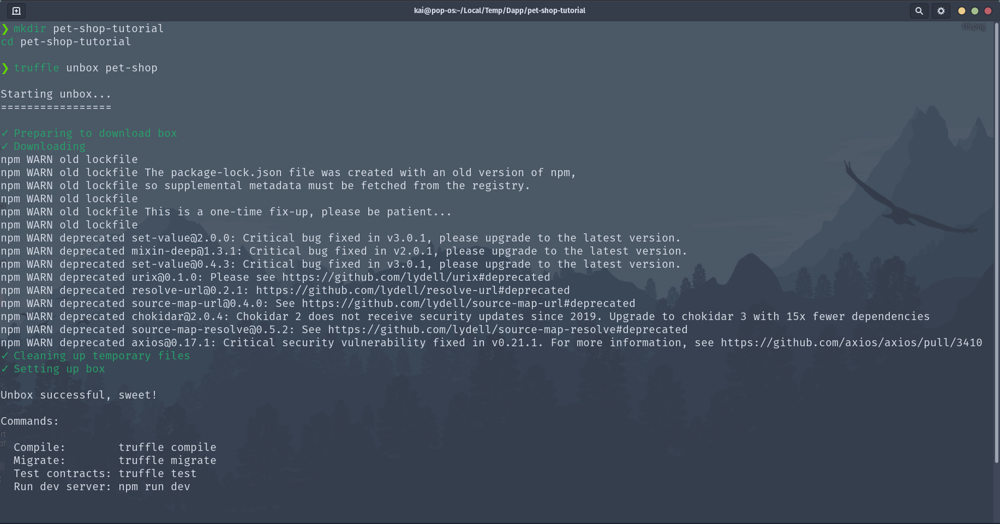 kai@pop-os:~/Local/Temp/Dapp/pet-shop-tutorial
OS.png
❯ mkdir pet-shop-tutorial
cd pet-shop-tutorial
❯ truffle unbox pet-shop
Starting unbox...
=================
✓ Preparing to download box
✓ Downloading
npm WARN old lockfile
npm WARN old lockfile The package-lock.json file was created with an old version of npm,
npm WARN old lockfile so supplemental metadata must be fetched from the registry.
npm WARN old lockfile
npm WARN old lockfile This is a one-time fix-up, please be patient...
npm WARN old lockfile
npm WARN deprecated set-value@2.0.0: Critical bug fixed in v3.0.1, please upgrade to the latest version.
npm WARN deprecated mixin-deep@1.3.1: Critical bug fixed in v2.0.1, please upgrade to the latest version.
npm WARN deprecated set-value@0.4.3: Critical bug fixed in v3.0.1, please upgrade to the latest version.
npm WARN deprecated urix@0.1.0: Please see https://github.com/lydell/urix#deprecated
npm WARN deprecated resolve-url@0.2.1: https://github.com/lydell/resolve-url#deprecated
npm WARN deprecated source-map-url@0.4.0: See https://github.com/lydell/source-map-url#deprecated
npm WARN deprecated chokidar@2.0.4: Chokidar 2 does not receive security updates since 2019. Upgrade to chokidar 3 with 15x fewer dependencies
npm WARN deprecated source-map-resolve@0.5.2: See https://github.com/lydell/source-map-resolve#deprecated
npm WARN deprecated axios@0.17.1: Critical security vulnerability fixed in v0.21.1. For more information, see https://github.com/axios/axios/pull/3410
✓ Cleaning up temporary files
✓ Setting up box
Unbox successful, sweet!
Commands:
rt
df
Compile: truffle compile
Migrate: truffle migrate
Test contracts: truffle test
Run dev server: npm run dev